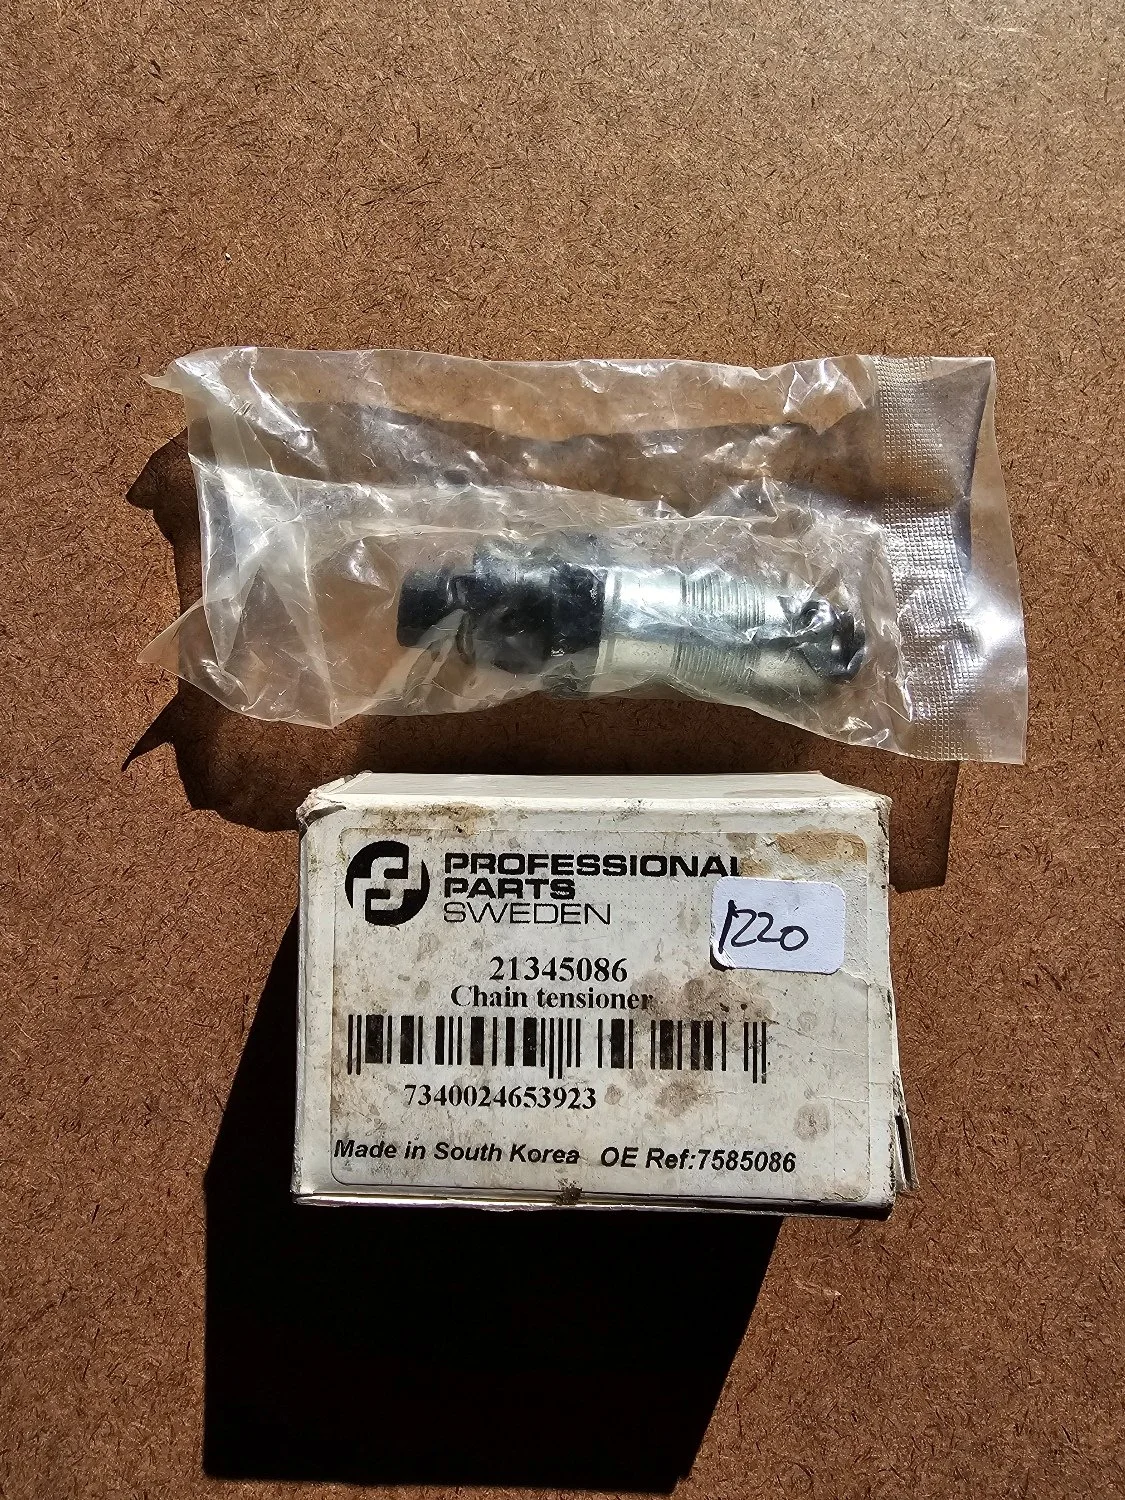 PROFESSIONAL
PARTS
SWEDEN
1220
21345086
Chain tensioner
7340024653923
Made in South Korea OE Ref:7585086